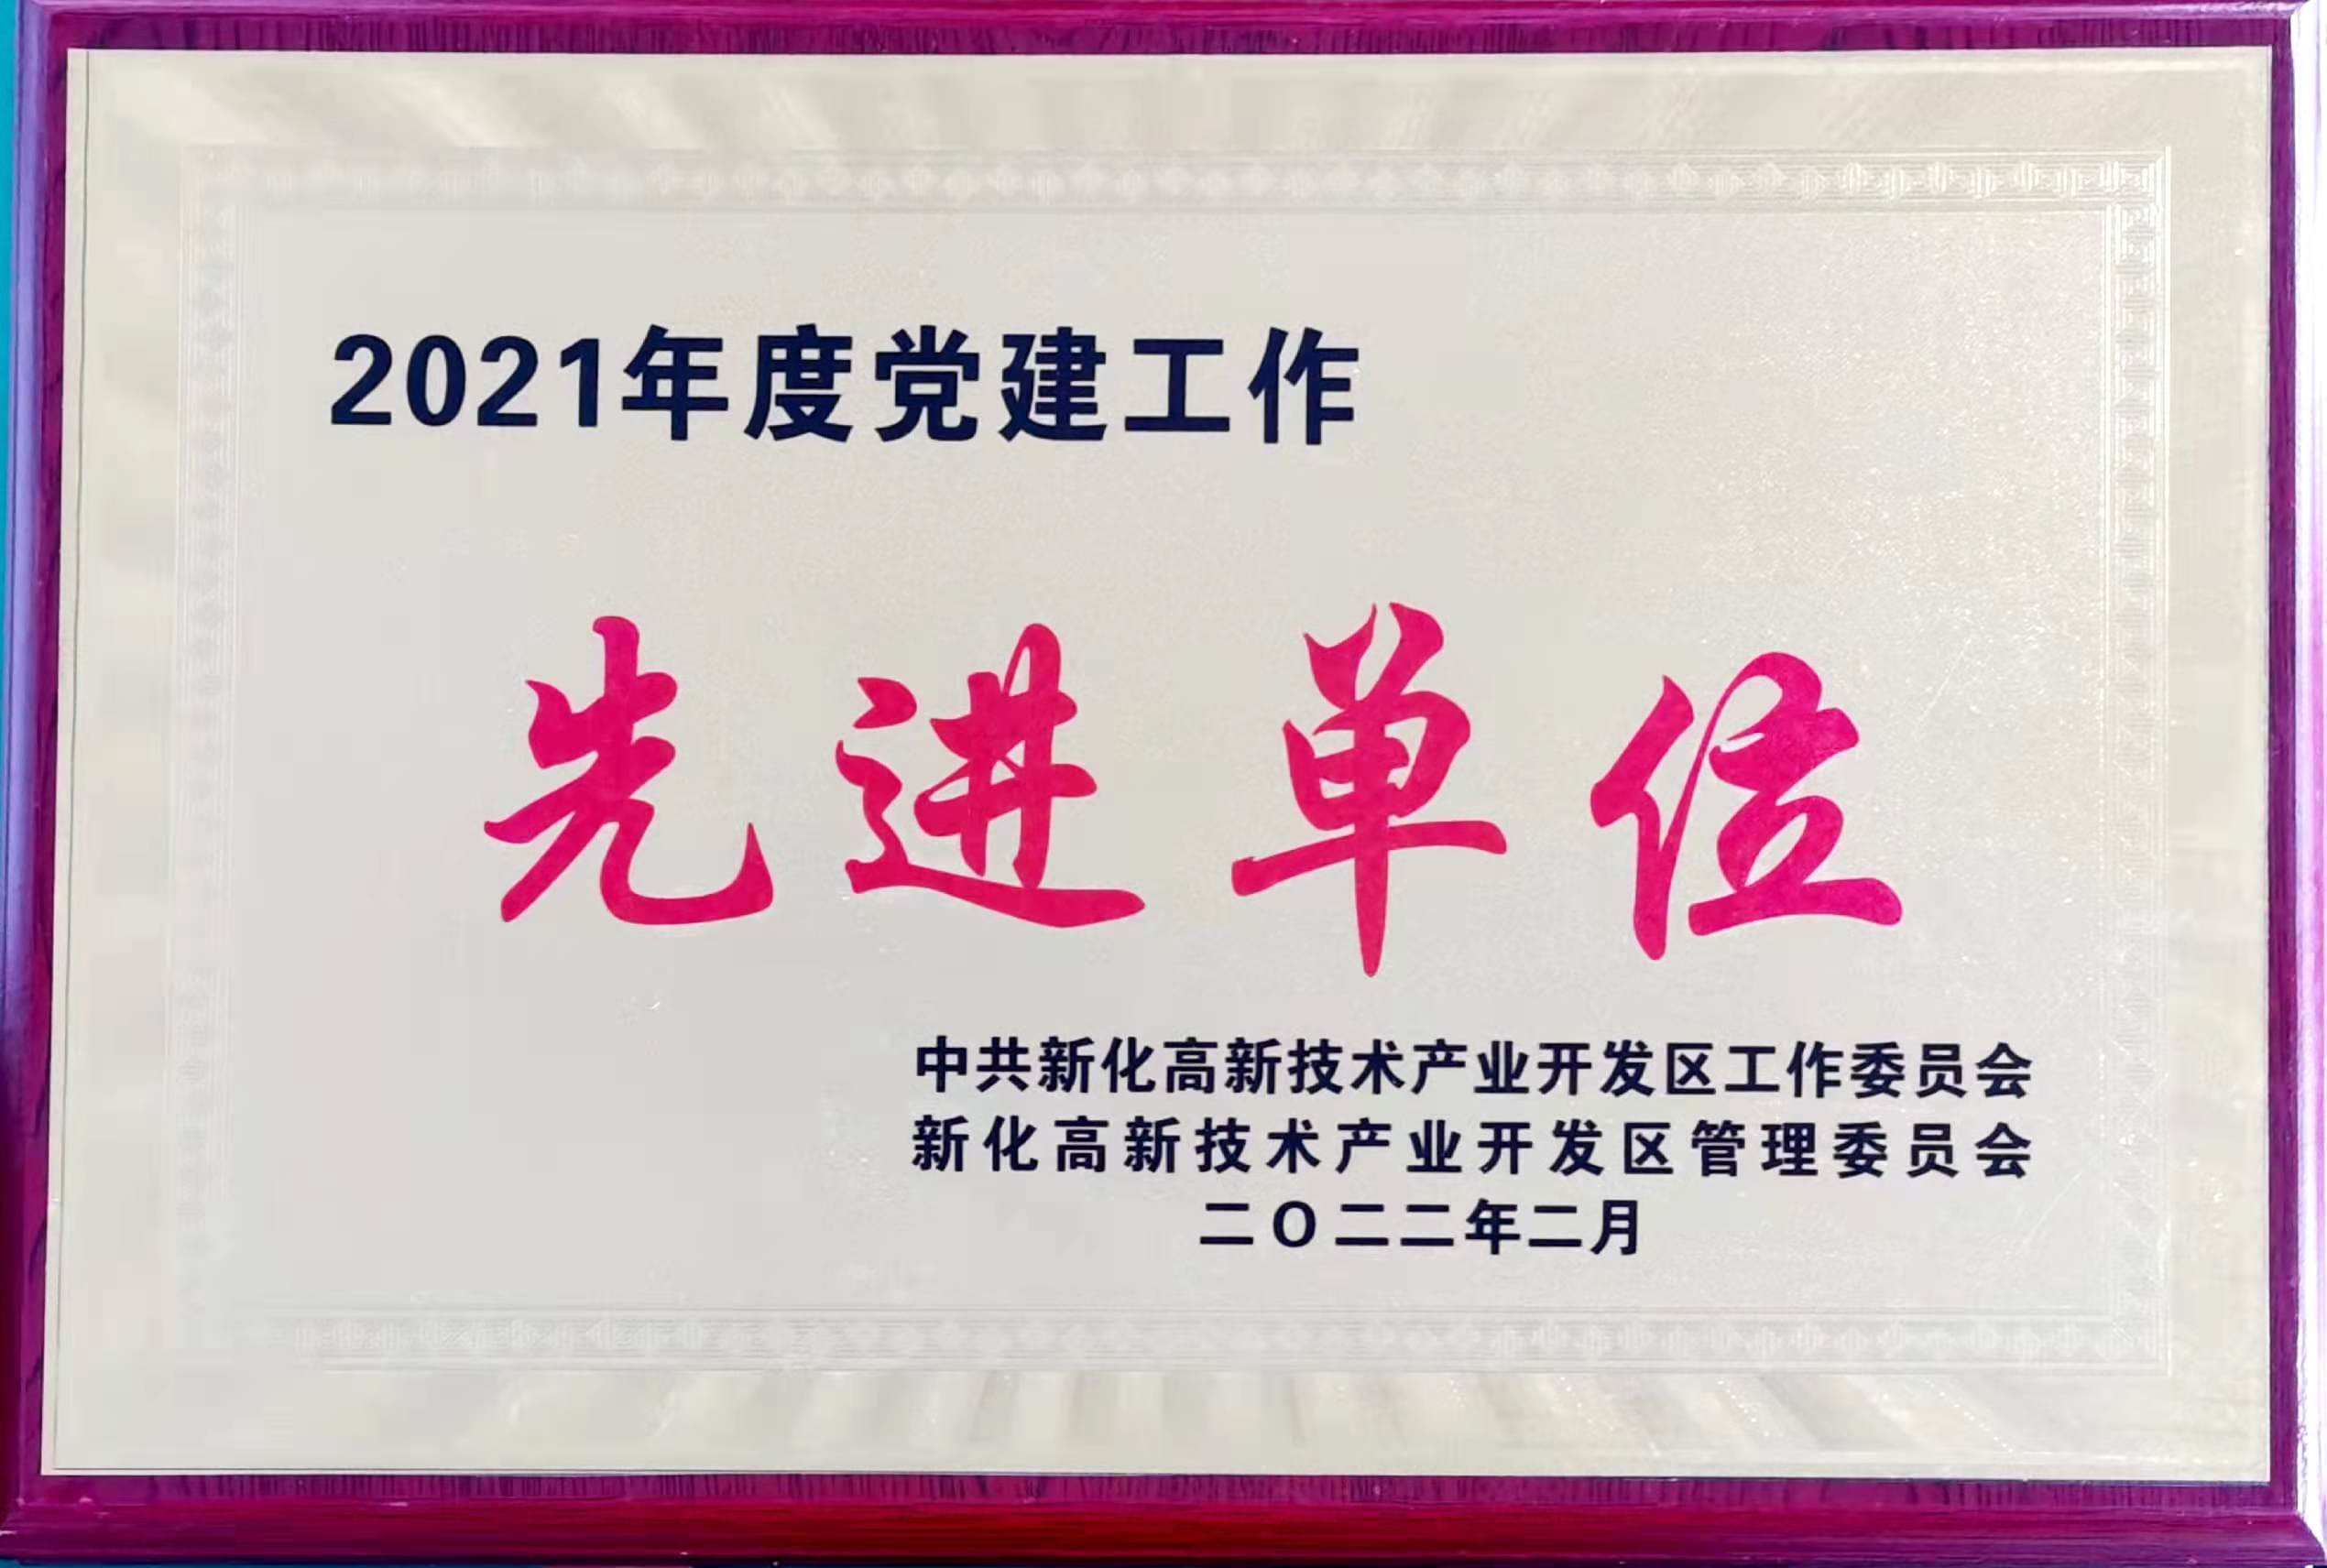 2021年度党建工作
先进单位
中共新化高新技术产业开发区工作委员会
新化高新技术产业开发区管理委员会
二〇二二年二月